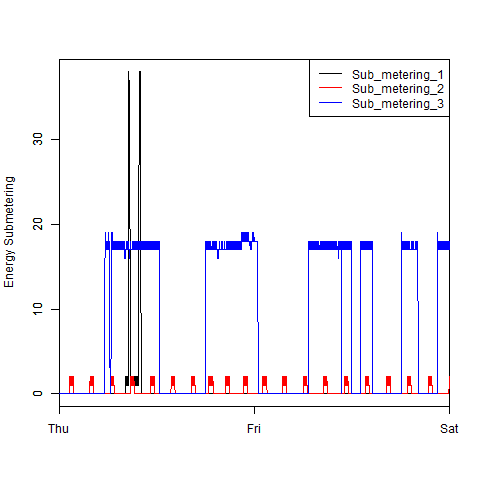 Sub_metering_1
Sub_metering_2
Sub_metering_3
Energy Submetering
30
20
10
0
Thu Fri Sat